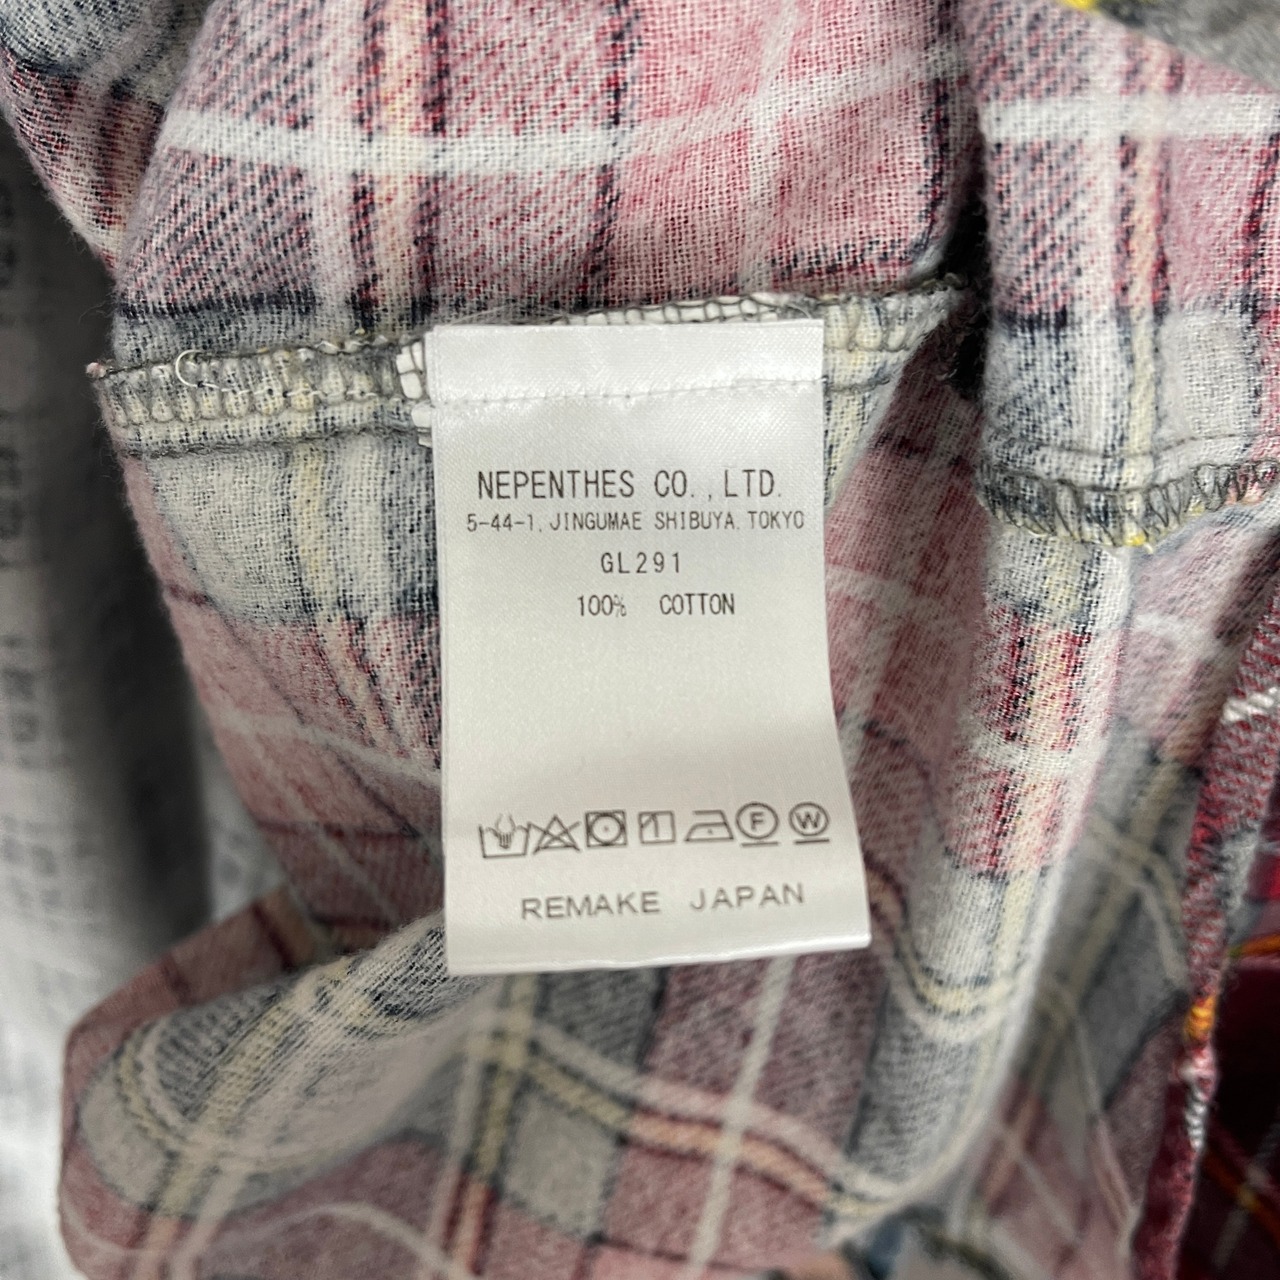 NEPENTHES CO.,LTD.
5-44-1, JINGUMAE SHIBUYA, TOKYO
GL291
100% COTTON
F W
REMAKE JAPAN